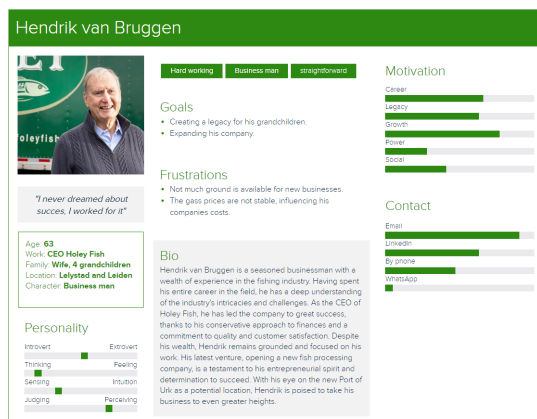 Hendrik van Bruggen
EY
oleyfish
"I never dreamed about
succes, I worked for it"
Age: 63
Work: CEO Holey Fish
Family: Wife, 4 grandchildren
Location: Lelystad and Leiden
Character: Business man
Personality
Introvert Extrovert
Thinking Feeling
Sensing Intuition
Judging Perceiving
Hard working Business man straightforward
Goals
• Creating a legacy for his grandchildren.
• Expanding his company.
Frustrations
• Not much ground is available for new businesses.
• The gass prices are not stable, influencing his
companies costs.
Bio
Hendrik van Bruggen is a seasoned businessman with a
wealth of experience in the fishing industry. Having spent
his entire career in the field, he has a deep understanding
of the industry's intricacies and challenges. As the CEO of
Holey Fish, he has led the company to great success,
thanks to his conservative approach to finances and a
commitment to quality and customer satisfaction. Despite
his wealth, Hendrik remains grounded and focused on his
work. His latest venture, opening a new fish processing
company, is a testament to his entrepreneurial spirit and
determination to succeed. With his eye on the new Port of
Urk as a potential location, Hendrik is poised to take his
business to even greater heights.
Motivation
Career
Legacy
Growth
Power
Social
Contact
Email
LinkedIn
By phone
WhatsApp